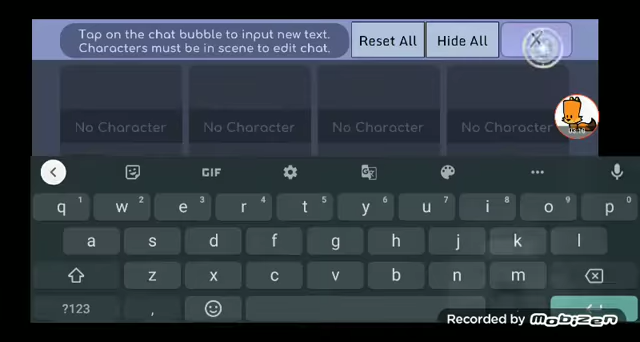 Tap on the chat bubble to input new text.
Characters must be in scene to edit chat.
Reset All
Hide All
X
No Character
No Character
No Character
No Character
03:10
GIF
q 1 w 2 e 3 r 4 t 5 y 6 u 7 i 8 o 9 p 0
a s d f g h j k l
z x c v b n m
?123 ,
Recorded by Mobizen